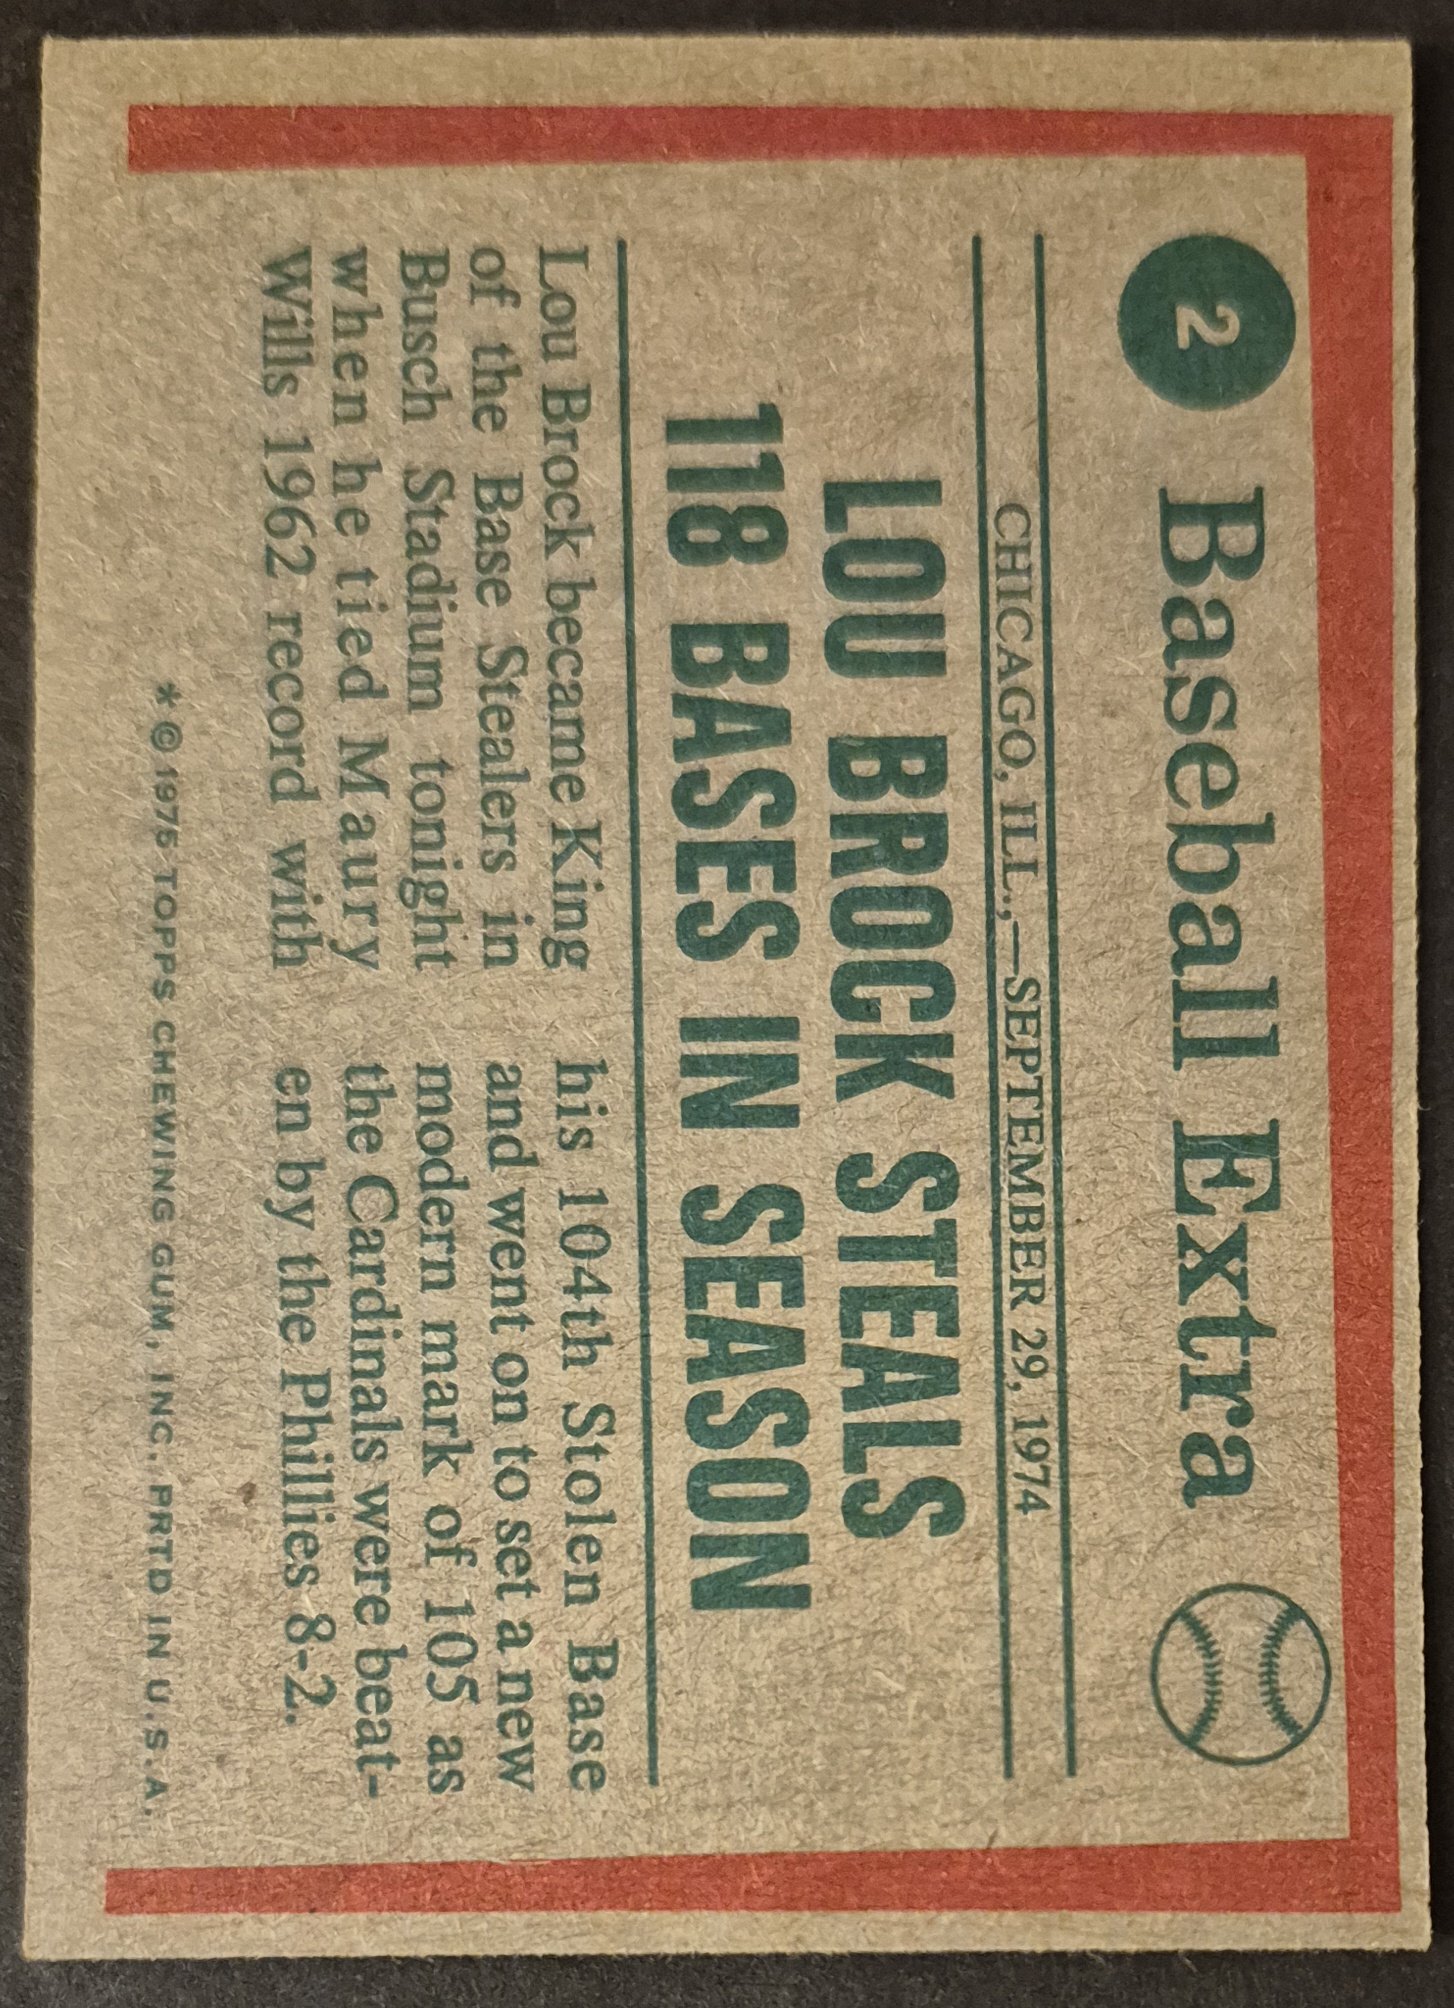 2 Baseball Extra
CHICAGO, ILL.,—SEPTEMBER 29, 1974
LOU BROCK STEALS
118 BASES IN SEASON
Lou Brock became King
of the Base Stealers in
Busch Stadium tonight
when he tied Maury
Wills 1962 record with
his 104th Stolen Base
and went on to set a new
modern mark of 105 as
the Cardinals were beat-
en by the Phillies 8-2.
* © 1975 TOPPS CHEWING GUM, INC. PRTD IN U.S.A.